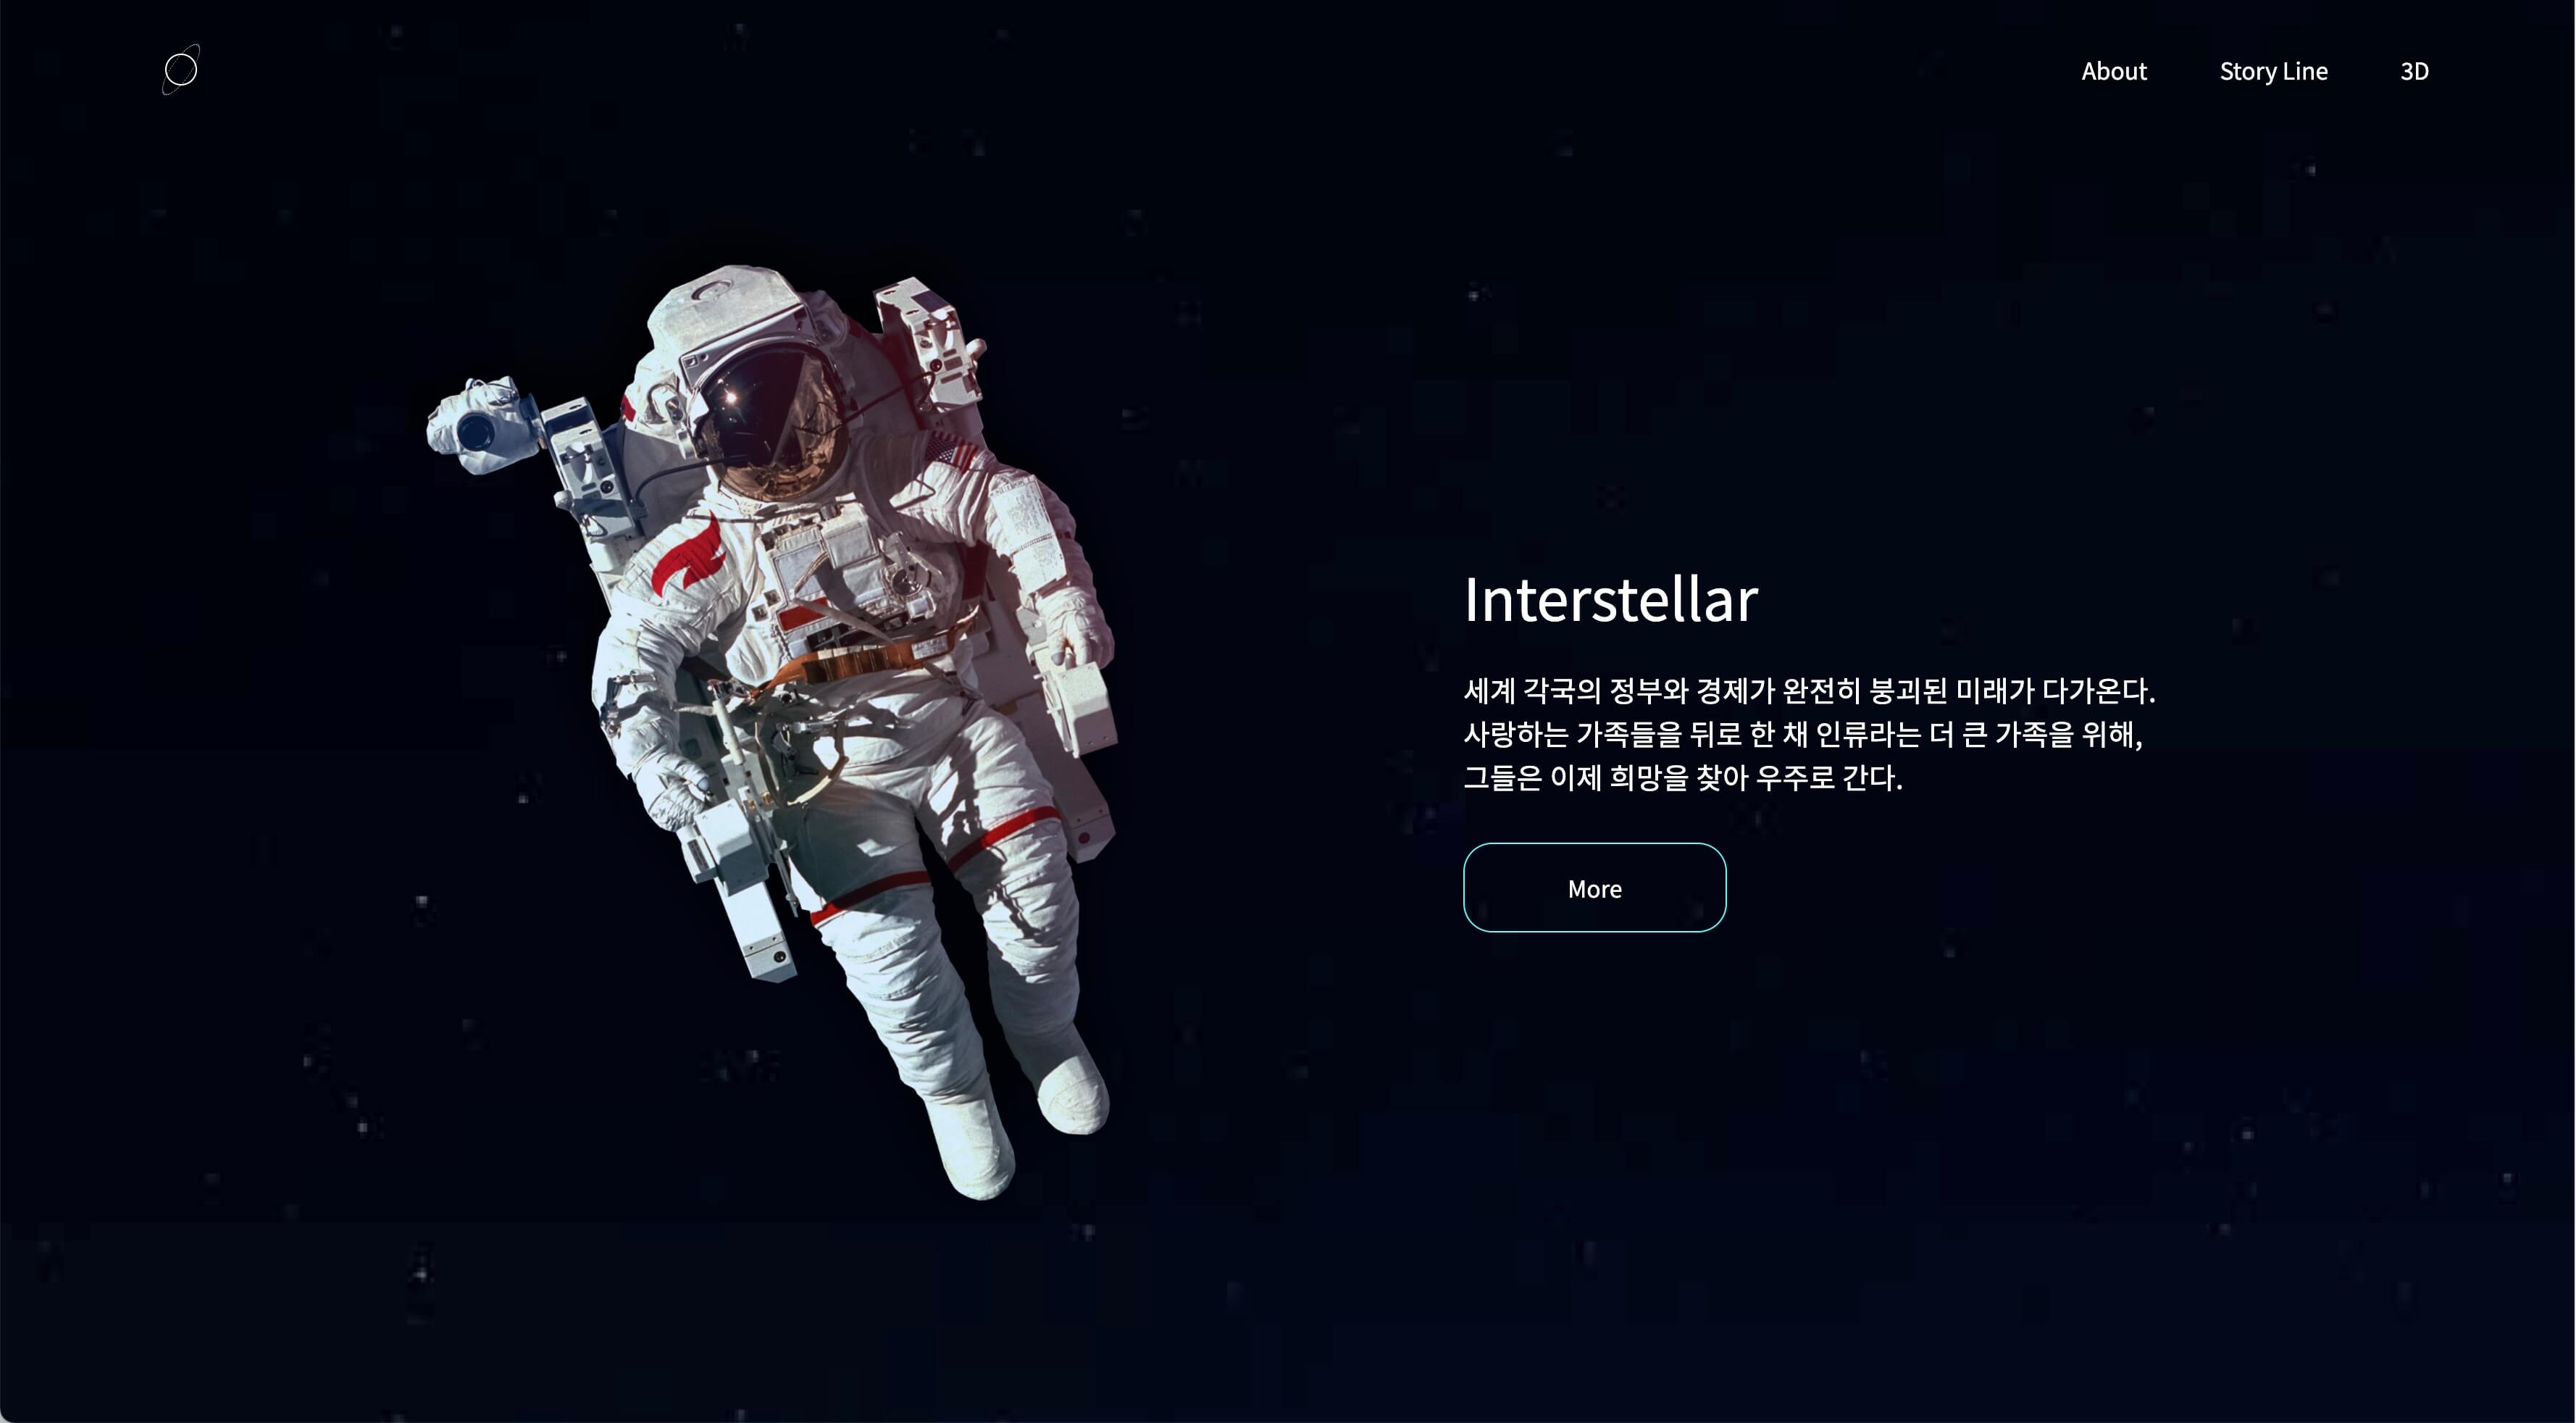 About
Story Line
3D
Interstellar
세계 각국의 정부와 경제가 완전히 붕괴된 미래가 다가온다.
사랑하는 가족들을 뒤로 한 채 인류라는 더 큰 가족을 위해,
그들은 이제 희망을 찾아 우주로 간다.
More